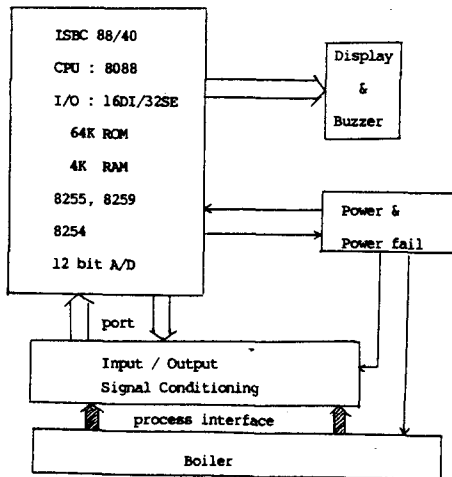 ISBC 88/40
CPU : 8088
I/O : 16DI/32SE
64K ROM
4K RAM
8255, 8259
8254
12 bit A/D
Display
&
Buzzer
Power &
Power fail
port
Input / Output
Signal Conditioning
process interface
Boiler